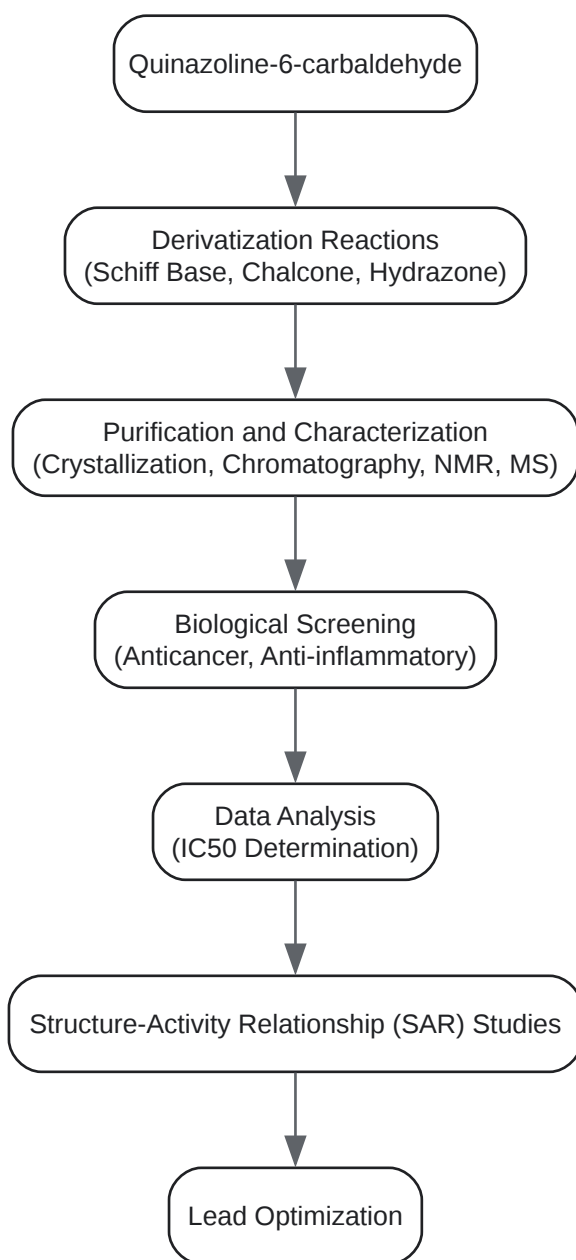 Quinazoline-6-carbaldehyde
Derivatization Reactions
(Schiff Base, Chalcone, Hydrazone)
Purification and Characterization
(Crystallization, Chromatography, NMR, MS)
Biological Screening
(Anticancer, Anti-inflammatory)
Data Analysis
(IC50 Determination)
Structure-Activity Relationship (SAR) Studies
Lead Optimization